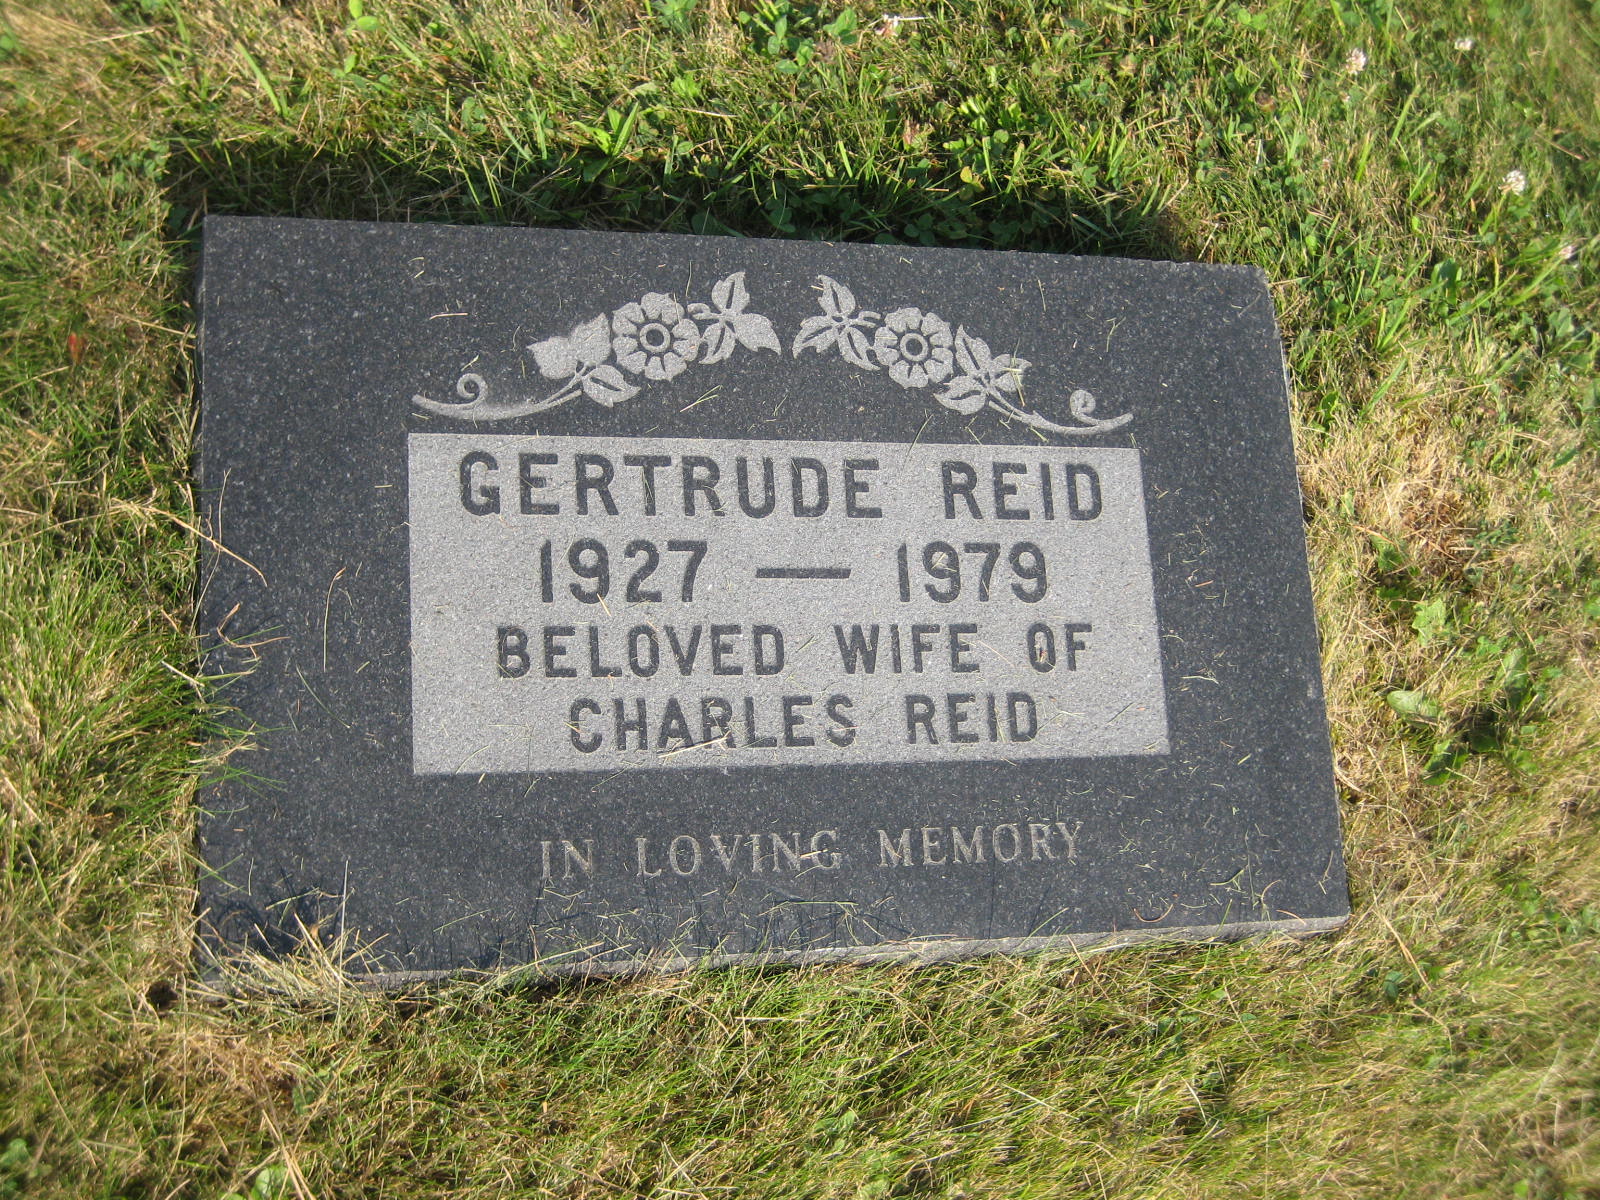 GERTRUDE REID
1927 — 1979
BELOVED WIFE OF
CHARLES REID
IN LOVING MEMORY